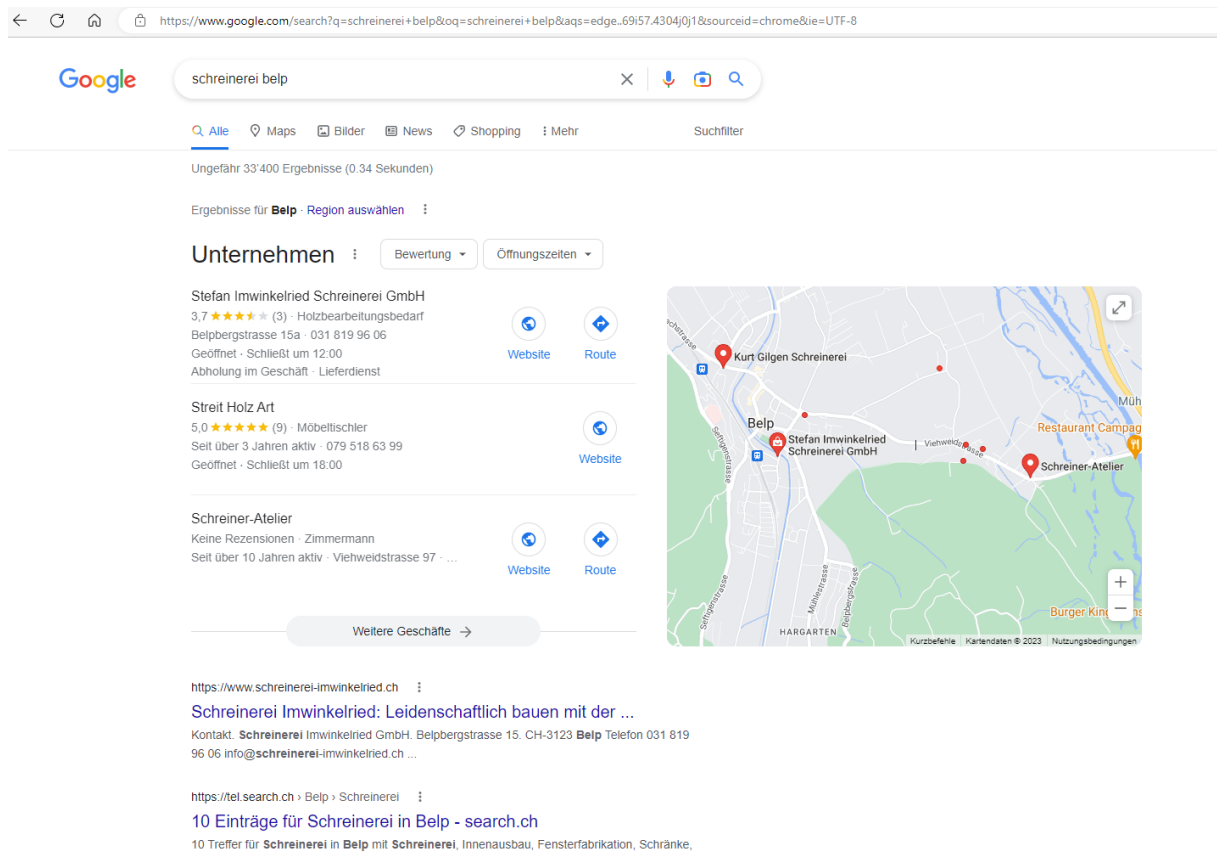 https://www.google.com/search?q=schreinerei+belp&oq=schreinerei+belp&aqs=edge..69i57.4304j0j1&sourceid=chrome&ie=UTF-8
Google
schreinerei belp
Alle Maps Bilder News Shopping Mehr Suchfilter
Ungefähr 33'400 Ergebnisse (0.34 Sekunden)
Ergebnisse für Belp · Region auswählen
Unternehmen Bewertung Öffnungszeiten
Stefan Imwinkelried Schreinerei GmbH
3,7 (3) · Holzbearbeitungsbedarf
Belpbergstrasse 15a · 031 819 96 06
Geöffnet · Schließt um 12:00
Abholung im Geschäft · Lieferdienst
Website Route
Streit Holz Art
5,0 (9) · Möbeltischler
Seit über 3 Jahren aktiv · 079 518 63 99
Geöffnet · Schließt um 18:00
Website
Schreiner-Atelier
Keine Rezensionen · Zimmermann
Seit über 10 Jahren aktiv · Viehweidstrasse 97 · ...
Website Route
Weitere Geschäfte
Kurt Gilgen Schreinerei
Müh
Belp
Restaurant Campag
Stefan Imwinkelried
Schreinerei GmbH
Viehweidstrasse
Schreiner-Atelier
Seftigenstrasse
Seftigenstrasse
Mühlestrasse
Belpbergstrasse
HARGARTEN
Burger King
Kurzbefehle Kartendaten © 2023 Nutzungsbedingungen
https://www.schreinerei-imwinkelried.ch
Schreinerei Imwinkelried: Leidenschaftlich bauen mit der ...
Kontakt. Schreinerei Imwinkelried GmbH. Belpbergstrasse 15. CH-3123 Belp Telefon 031 819
96 06 info@schreinerei-imwinkelried.ch ...
https://tel.search.ch › Belp › Schreinerei
10 Einträge für Schreinerei in Belp - search.ch
10 Treffer für Schreinerei in Belp mit Schreinerei, Innenausbau, Fensterfabrikation, Schränke,